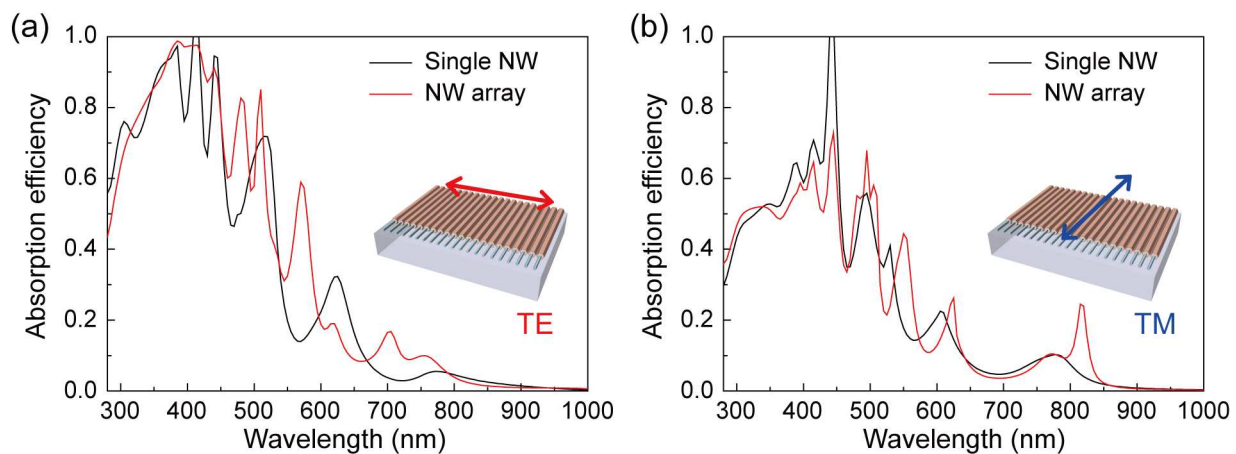 (a)
Absorption efficiency
1.0
0.8
0.6
0.4
0.2
0.0
Single NW
NW array
TE
300 400 500 600 700 800 900 1000
Wavelength (nm)
(b)
Absorption efficiency
1.0
0.8
0.6
0.4
0.2
0.0
Single NW
NW array
TM
300 400 500 600 700 800 900 1000
Wavelength (nm)